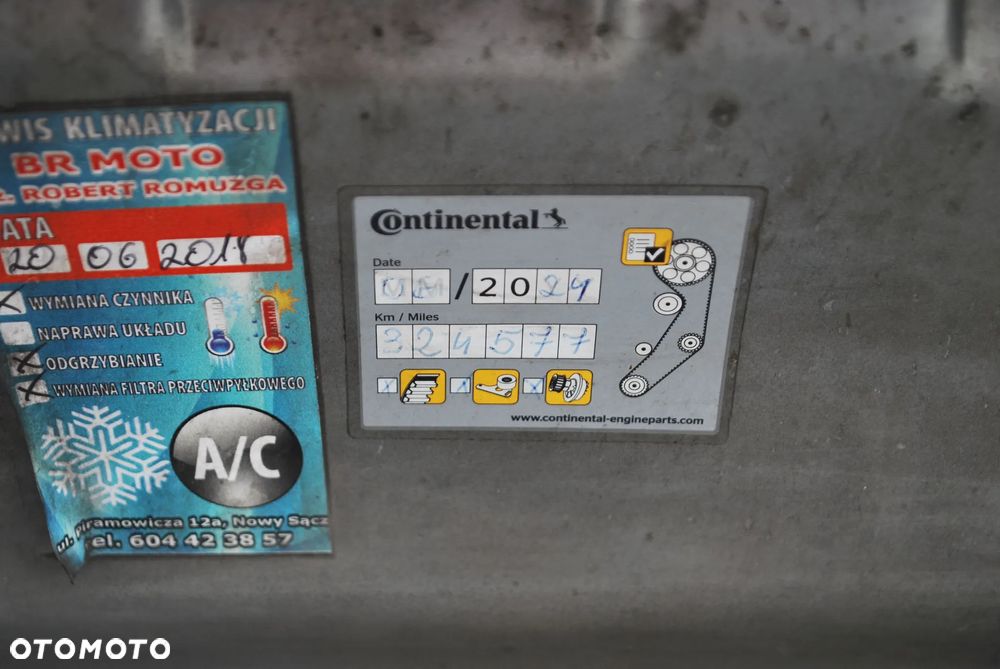 WIS KLIMATYZACJI
BR MOTO
ROBERT ROMUZGA
ATA
20 06 2018
WYMIANA CZYNNIKA
NAPRAWA UKŁADU
ODGRZYBIANIE
WYMIANA FILTRA PRZECIWPYŁKOWEGO
A/C
ul. Piramowicza 12a, Nowy Sącz
tel. 604 42 38 57
Continental
Date
/2024
Km / Miles
324577
www.continental-engineparts.com
OTOMOTO